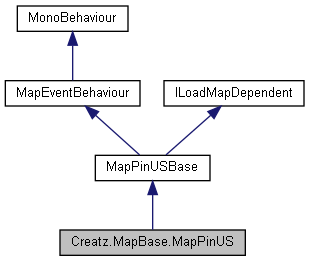 MonoBehaviour
MapEventBehaviour
ILoadMapDependent
MapPinUSBase
Creatz.MapBase.MapPinUS